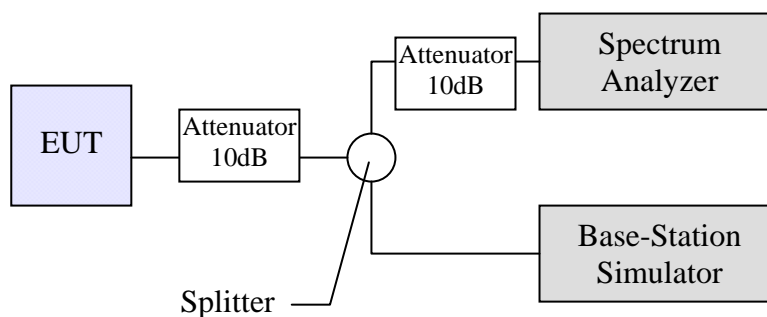 EUT
Attenuator
10dB
Attenuator
10dB
Spectrum
Analyzer
Base-Station
Simulator
Splitter